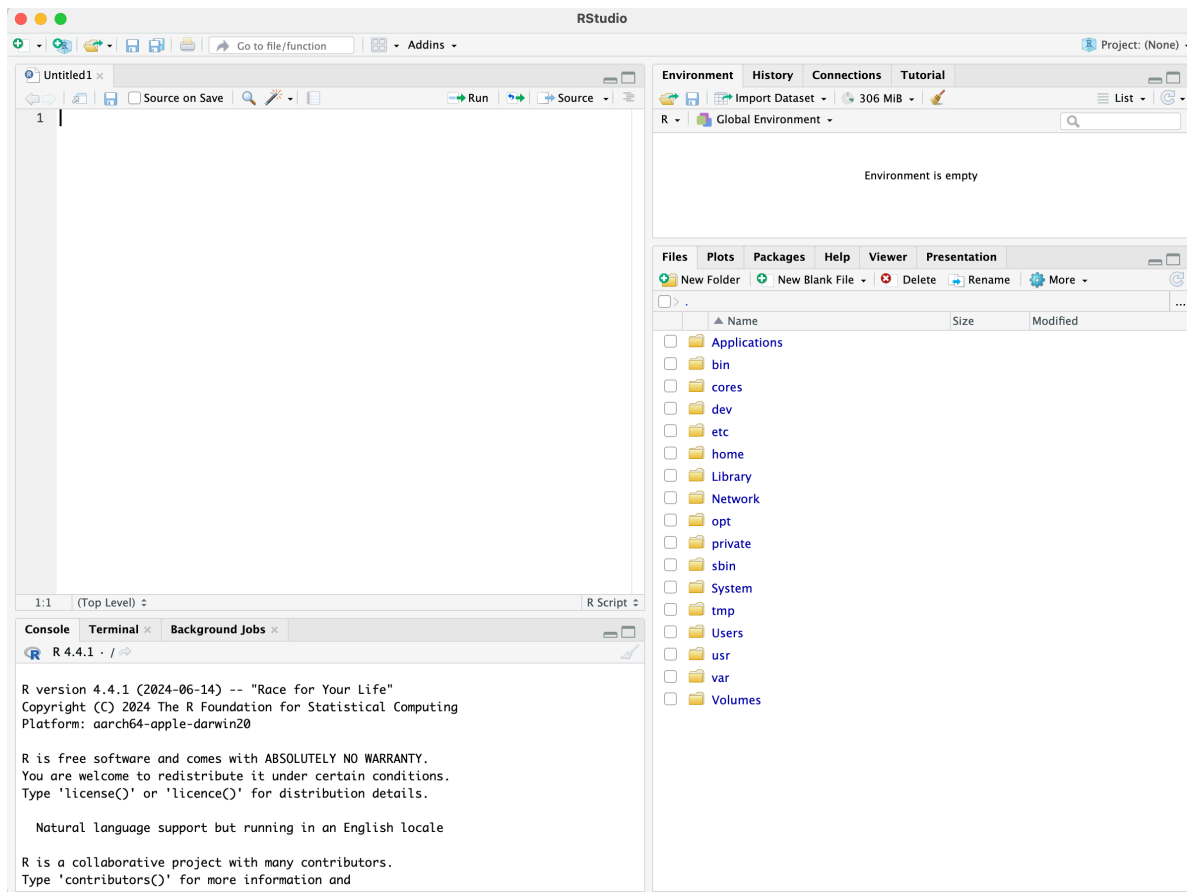 RStudio
Go to file/function Addins Project: (None)
Untitled1
Source on Save Run Source
1
1:1 (Top Level) R Script
Console Terminal Background Jobs
R 4.4.1 · /
R version 4.4.1 (2024-06-14) -- "Race for Your Life"
Copyright (C) 2024 The R Foundation for Statistical Computing
Platform: aarch64-apple-darwin20
R is free software and comes with ABSOLUTELY NO WARRANTY.
You are welcome to redistribute it under certain conditions.
Type 'license()' or 'licence()' for distribution details.
Natural language support but running in an English locale
R is a collaborative project with many contributors.
Type 'contributors()' for more information and
Environment History Connections Tutorial
Import Dataset 306 MiB List
R Global Environment
Environment is empty
Files Plots Packages Help Viewer Presentation
New Folder New Blank File Delete Rename More
. ...
Name Size Modified
Applications
bin
cores
dev
etc
home
Library
Network
opt
private
sbin
System
tmp
Users
usr
var
Volumes